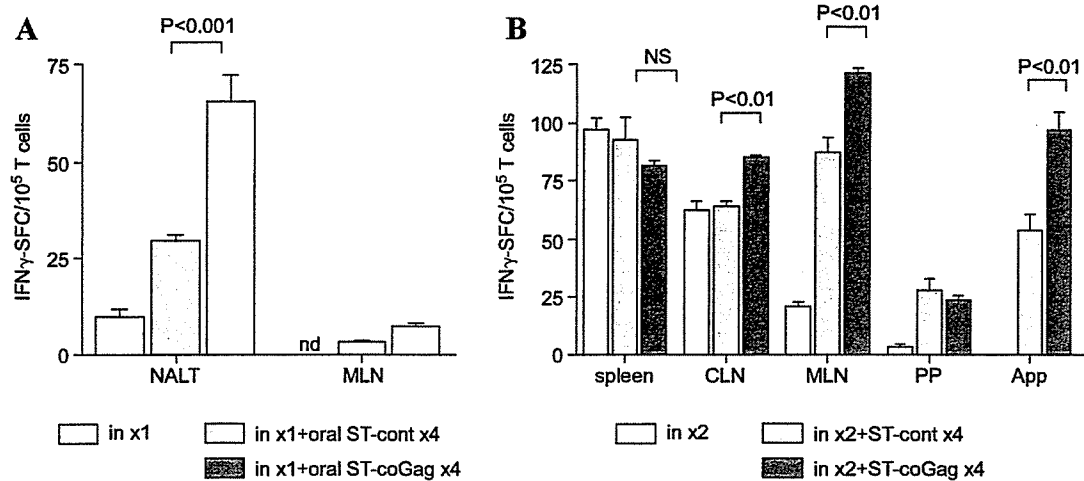 A
P<0.001
IFNγ-SFC/10⁵ T cells
75
50
25
0
nd
NALT
MLN
in x1
in x1+oral ST-cont x4
in x1+oral ST-coGag x4
B
P<0.01
NS
P<0.01
P<0.01
IFNγ-SFC/10⁵ T cells
125
100
75
50
25
0
spleen
CLN
MLN
PP
App
in x2
in x2+ST-cont x4
in x2+ST-coGag x4